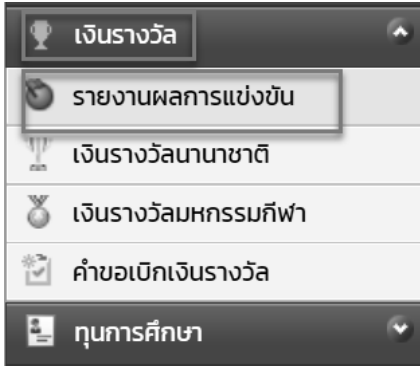 เงินรางวัล
รายงานผลการแข่งขัน
เงินรางวัลนานาชาติ
เงินรางวัลมหกรรมกีฬา
คำขอเบิกเงินรางวัล
ทุนการศึกษา